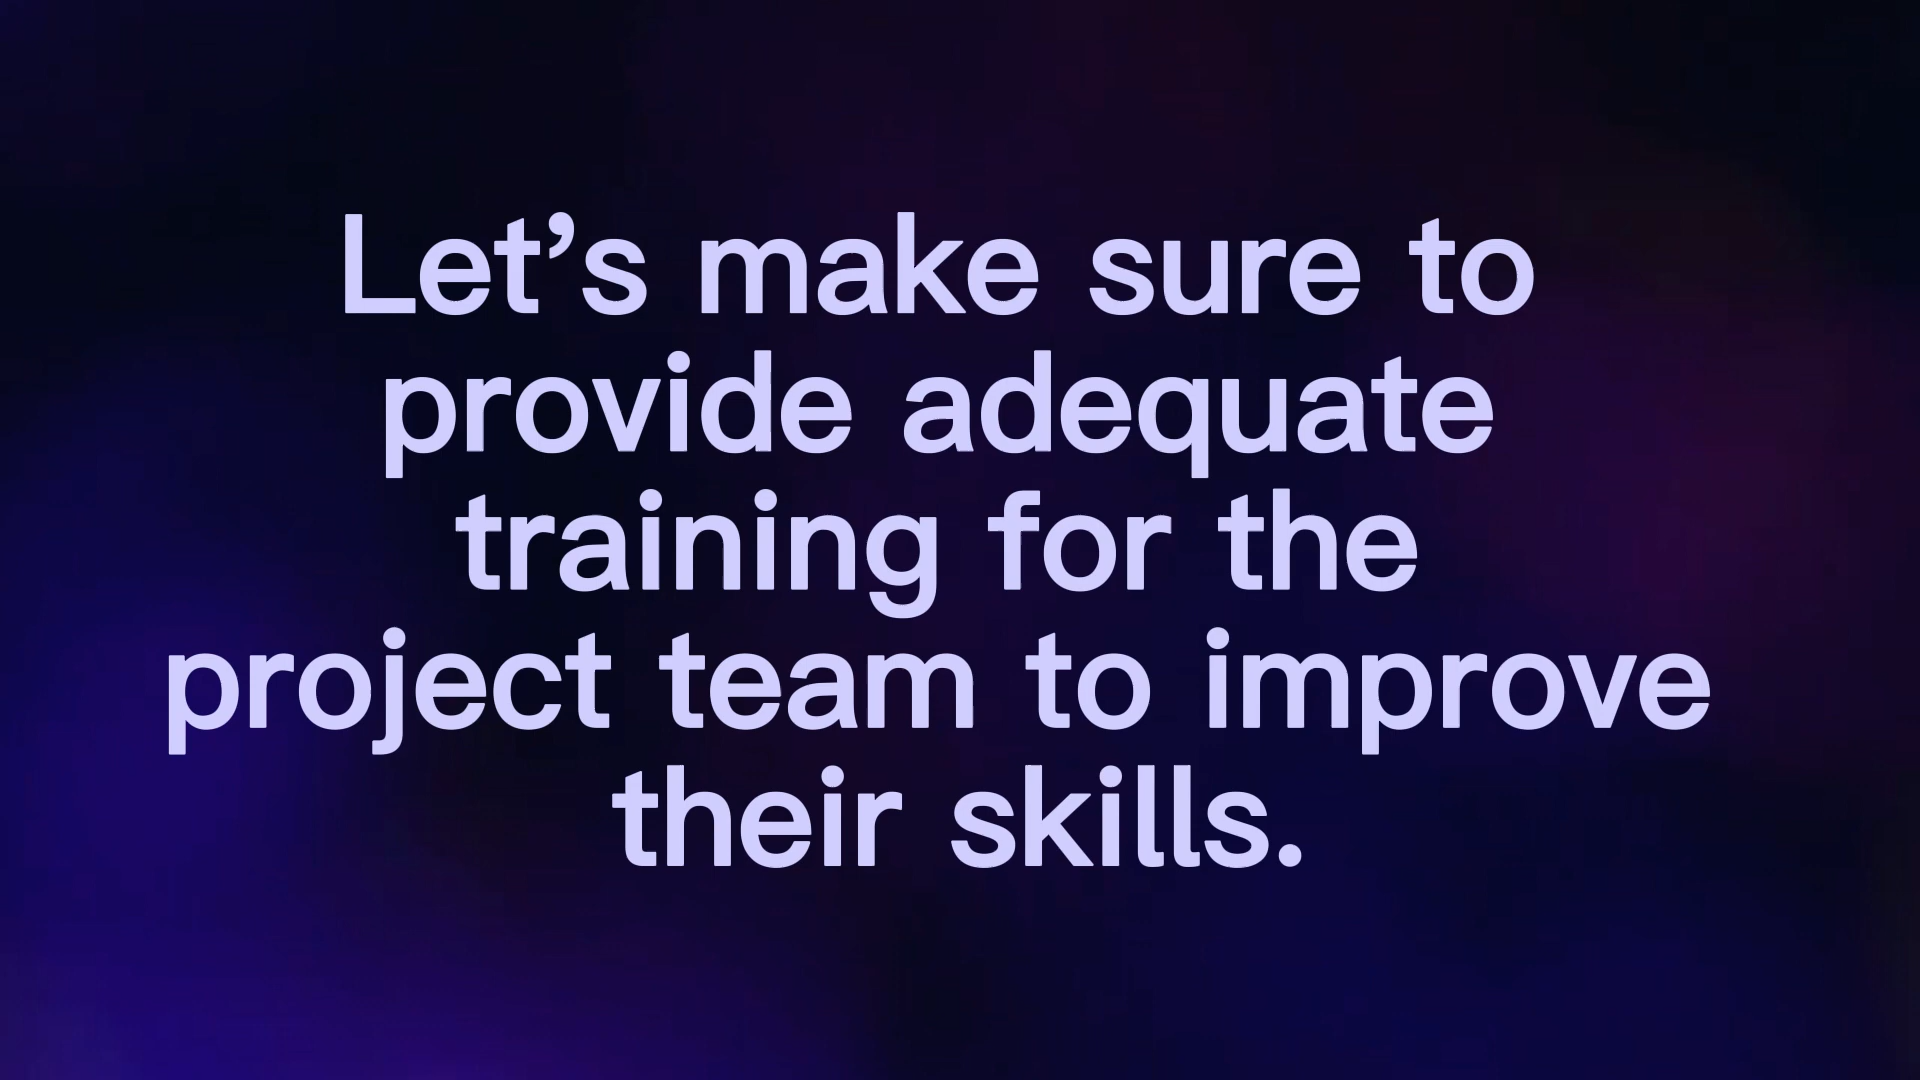 Let’s make sure to
provide adequate
training for the
project team to improve
their skills.